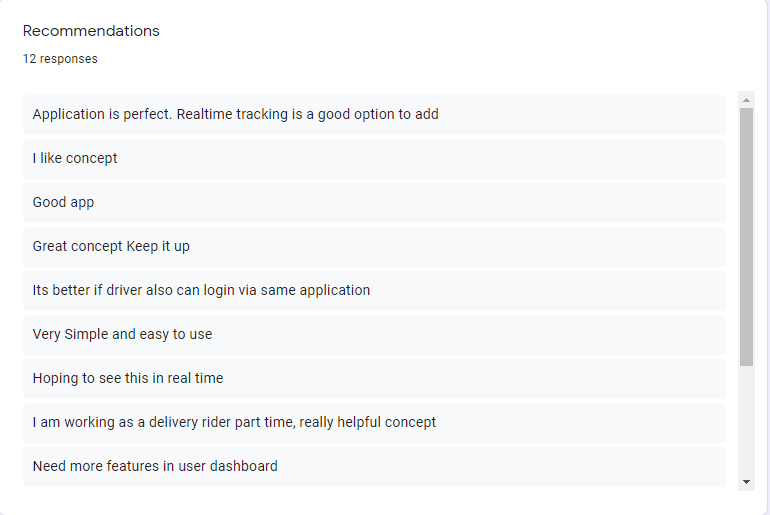 Recommendations
12 responses
Application is perfect. Realtime tracking is a good option to add
I like concept
Good app
Great concept Keep it up
Its better if driver also can login via same application
Very Simple and easy to use
Hoping to see this in real time
I am working as a delivery rider part time, really helpful concept
Need more features in user dashboard